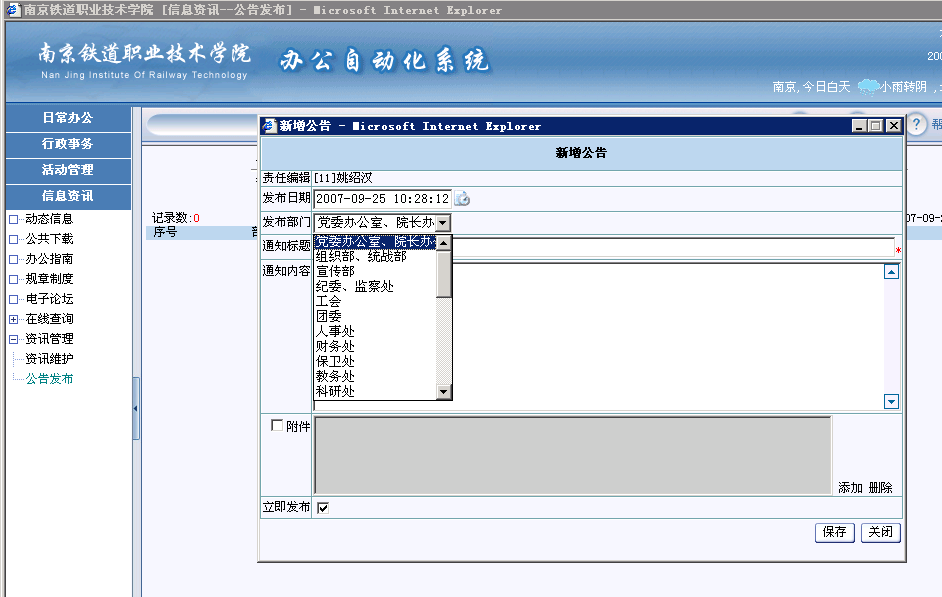 南京铁道职业技术学院 [信息资讯--公告发布] - Microsoft Internet Explorer
南京铁道职业技术学院
Nan Jing Institute Of Railway Technology
办公自动化系统
200
南京,今日白天 小雨转阴 ,
日常办公
行政事务
活动管理
信息资讯
动态信息
公共下载
办公指南
规章制度
电子论坛
在线查询
资讯管理
资讯维护
公告发布
?
记录数:0
序号
07-09-2
新增公告 - Microsoft Internet Explorer
新增公告
责任编辑 [11]姚绍汉
发布日期 2007-09-25 10:28:12
发布部门 党委办公室、院长办
通知标题 *
通知内容
党委办公室、院长办
组织部、统战部
宣传部
纪委、监察处
工会
团委
人事处
财务处
保卫处
教务处
科研处
附件
添加 删除
立即发布
保存 关闭